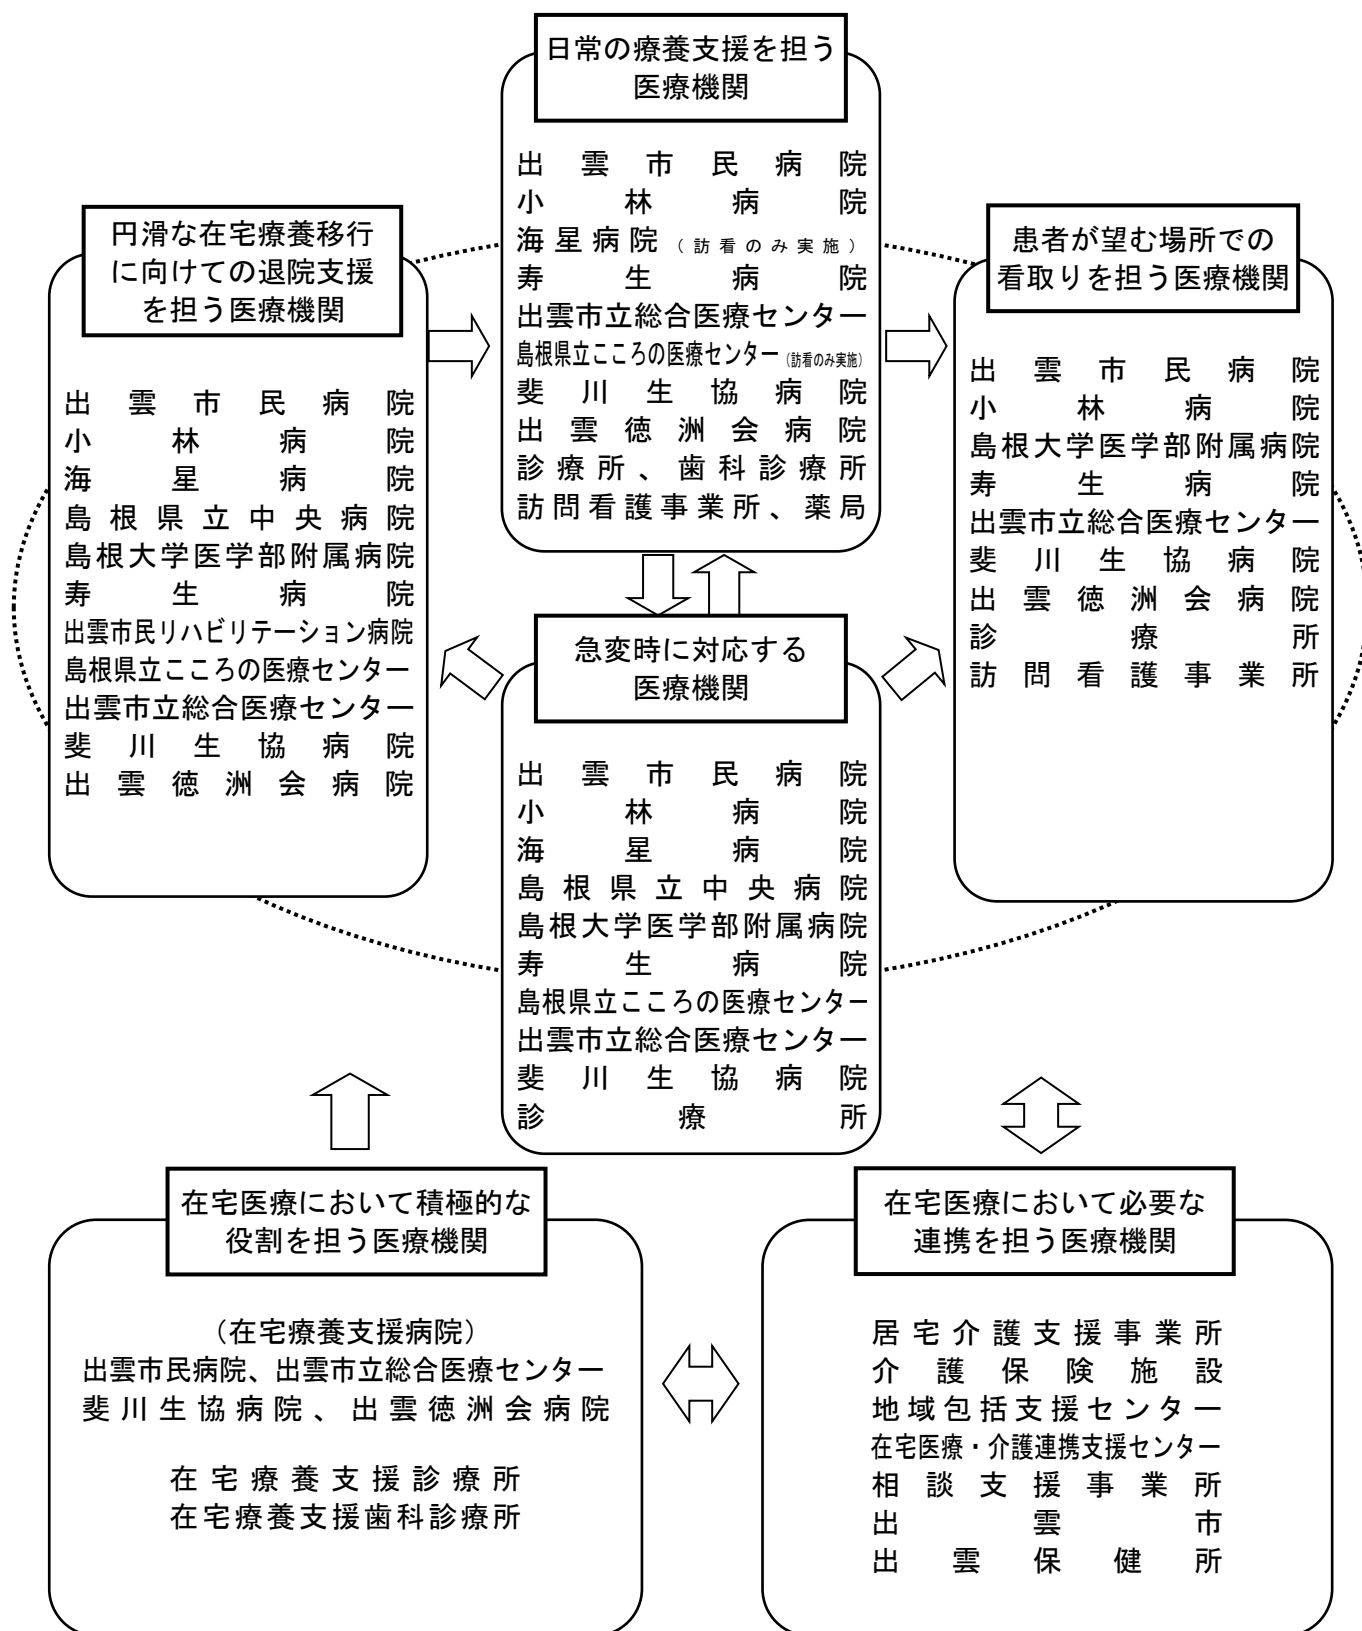 日常の療養支援を担う
医療機関
出雲市民病院
小林病院
海星病院（訪看のみ実施）
寿生病院
出雲市立総合医療センター
島根県立こころの医療センター（訪看のみ実施）
斐川生協病院
出雲徳洲会病院
診療所、歯科診療所
訪問看護事業所、薬局
円滑な在宅療養移行
に向けての退院支援
を担う医療機関
出雲市民病院
小林病院
海星病院
島根県立中央病院
島根大学医学部附属病院
寿生病院
出雲市民リハビリテーション病院
島根県立こころの医療センター
出雲市立総合医療センター
斐川生協病院
出雲徳洲会病院
患者が望む場所での
看取りを担う医療機関
出雲市民病院
小林病院
島根大学医学部附属病院
寿生病院
出雲市立総合医療センター
斐川生協病院
出雲徳洲会病院
診療所
訪問看護事業所
急変時に対応する
医療機関
出雲市民病院
小林病院
海星病院
島根県立中央病院
島根大学医学部附属病院
寿生病院
島根県立こころの医療センター
出雲市立総合医療センター
斐川生協病院
診療所
在宅医療において積極的な
役割を担う医療機関
（在宅療養支援病院）
出雲市民病院、出雲市立総合医療センター
斐川生協病院、出雲徳洲会病院
在宅療養支援診療所
在宅療養支援歯科診療所
在宅医療において必要な
連携を担う医療機関
居宅介護支援事業所
介護保険施設
地域包括支援センター
在宅医療・介護連携支援センター
相談支援事業所
出雲市
出雲保健所